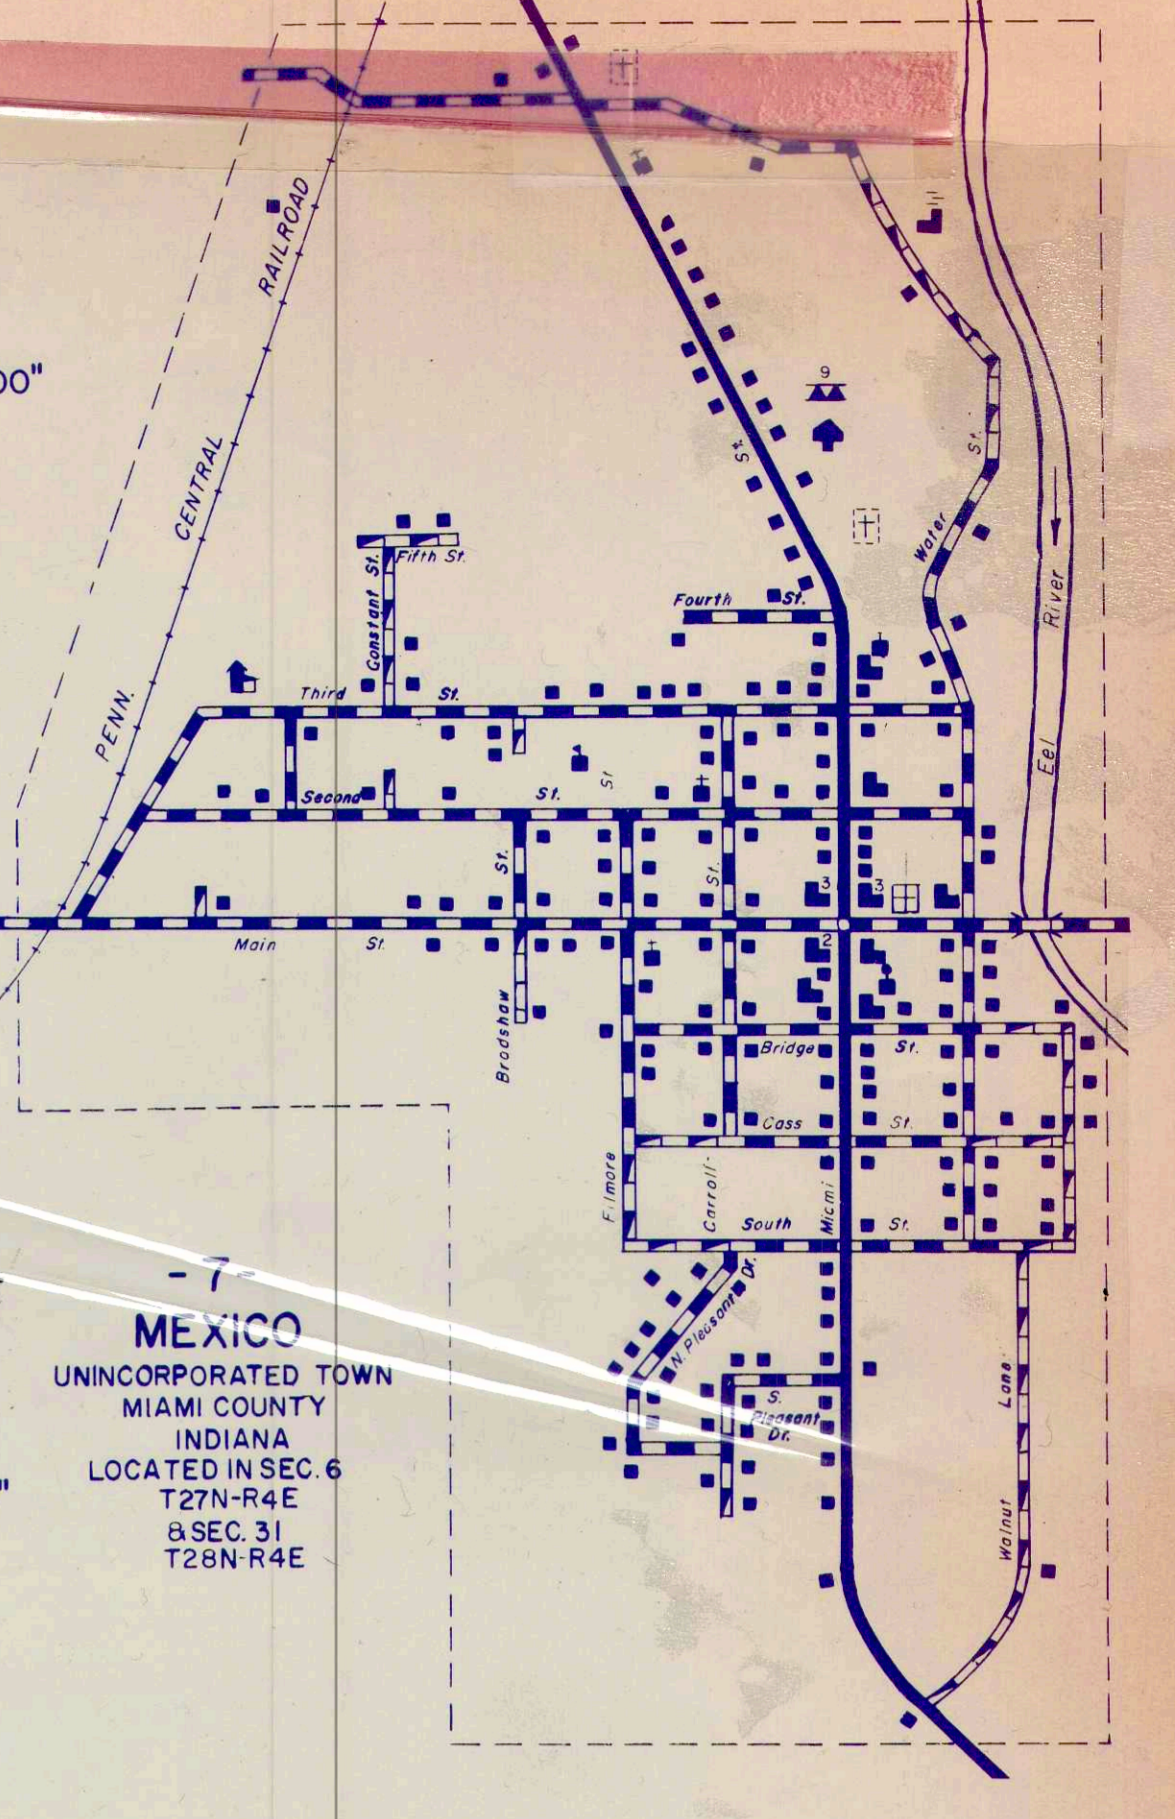 00"
RAILROAD
CENTRAL
PENN.
9
St.
St.
Water
River
Eel
Fifth St.
Constant St.
Fourth St.
Third St.
St
Second St.
St.
St.
3
3
Main St.
2
Bradshaw
Bridge St.
Cass St.
Filmore
Carroll
Miami
South St.
N. Pleasant Dr.
S.
Pleasant
Dr.
Walnut Lane
-7-
MEXICO
UNINCORPORATED TOWN
MIAMI COUNTY
INDIANA
LOCATED IN SEC. 6
T27N-R4E
& SEC. 31
T28N-R4E
"